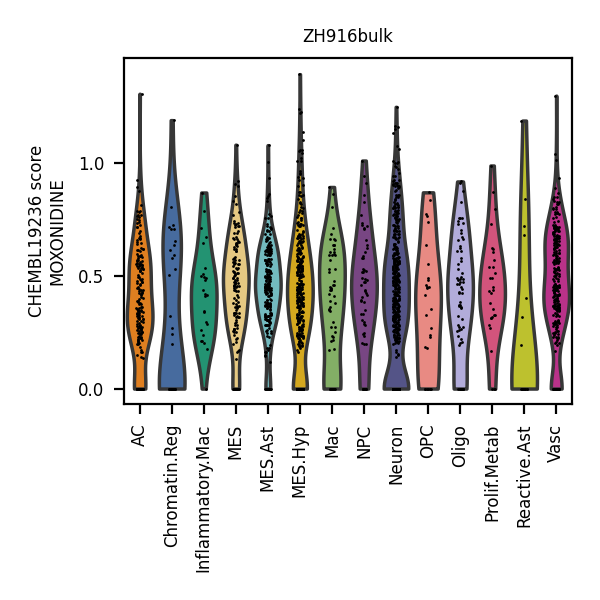 ZH916bulk
CHEMBL19236 score
MOXONIDINE
1.0
0.5
0.0
AC
Chromatin.Reg
Inflammatory.Mac
MES
MES.Ast
MES.Hyp
Mac
NPC
Neuron
OPC
Oligo
Prolif.Metab
Reactive.Ast
Vasc